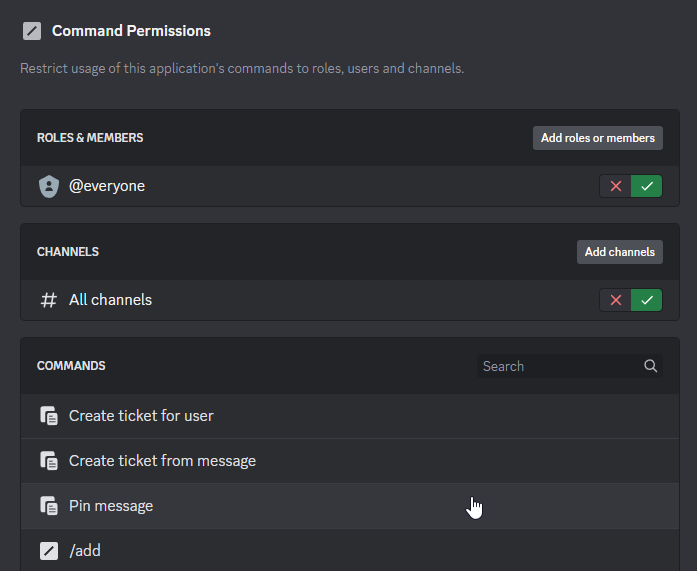 Command Permissions
Restrict usage of this application's commands to roles, users and channels.
ROLES & MEMBERS
Add roles or members
@everyone
CHANNELS
Add channels
# All channels
COMMANDS
Search
Create ticket for user
Create ticket from message
Pin message
/add